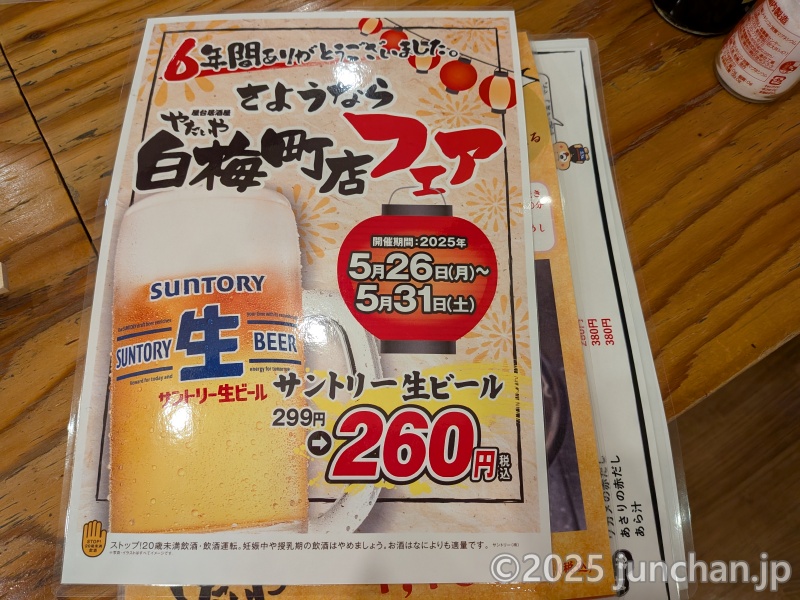 6年間ありがとうございました。
さようなら
屋台居酒屋
やだいや
白梅町店フェア
開催期間:2025年
5月26日(月)~
5月31日(土)
SUNTORY
SUNTORY 生 BEER
サントリー生ビール
サントリー生ビール
299円
260円税込
STOP!
ストップ!20歳未満飲酒・飲酒運転。妊娠中や授乳期の飲酒はやめましょう。お酒はなによりも適量です。
380円
380円
あさりの赤だし
あら汁
©2025 junchan.jp